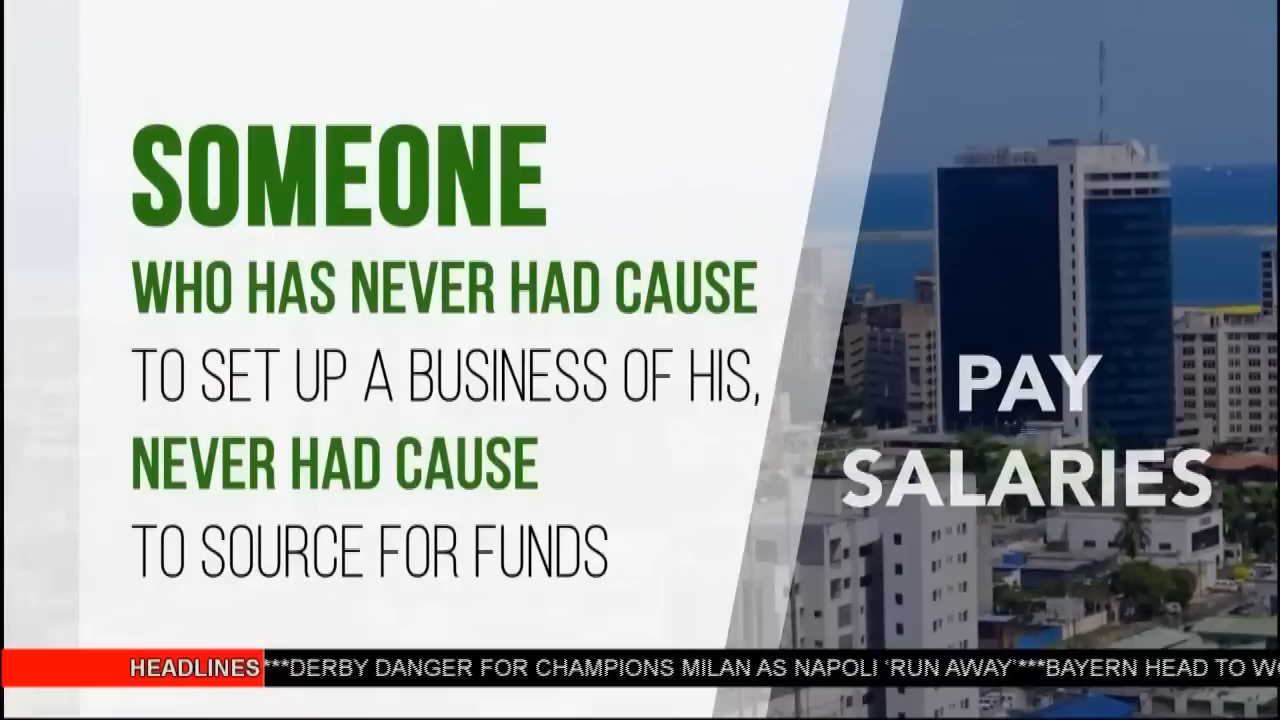 SOMEONE
WHO HAS NEVER HAD CAUSE
TO SET UP A BUSINESS OF HIS,
NEVER HAD CAUSE
TO SOURCE FOR FUNDS
PAY
SALARIES
HEADLINES ***DERBY DANGER FOR CHAMPIONS MILAN AS NAPOLI ‘RUN AWAY’***BAYERN HEAD TO